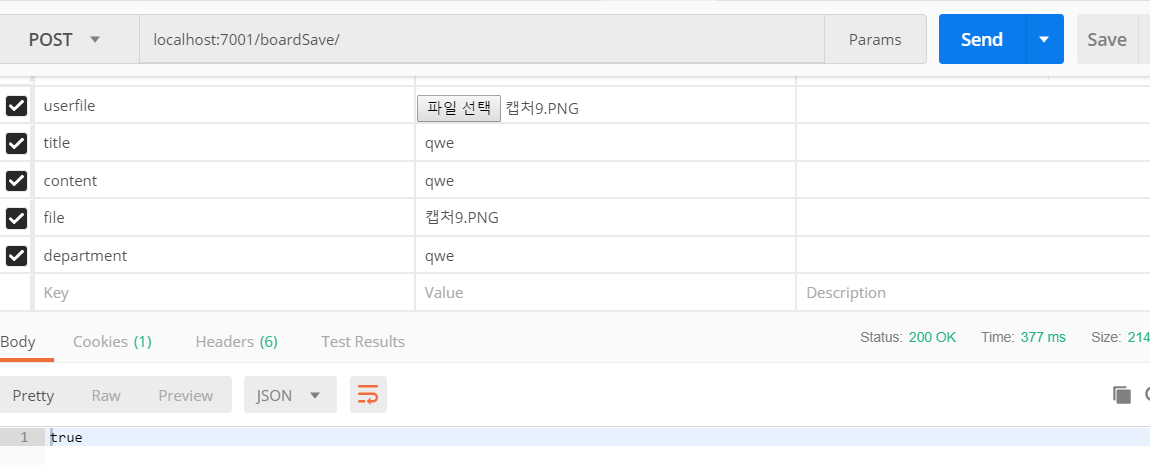 POST localhost:7001/boardSave/ Params Send Save
userfile 파일 선택 캡처9.PNG
title qwe
content qwe
file 캡처9.PNG
department qwe
Key Value Description
Body Cookies (1) Headers (6) Test Results Status: 200 OK Time: 377 ms Size: 214
Pretty Raw Preview JSON
1 true